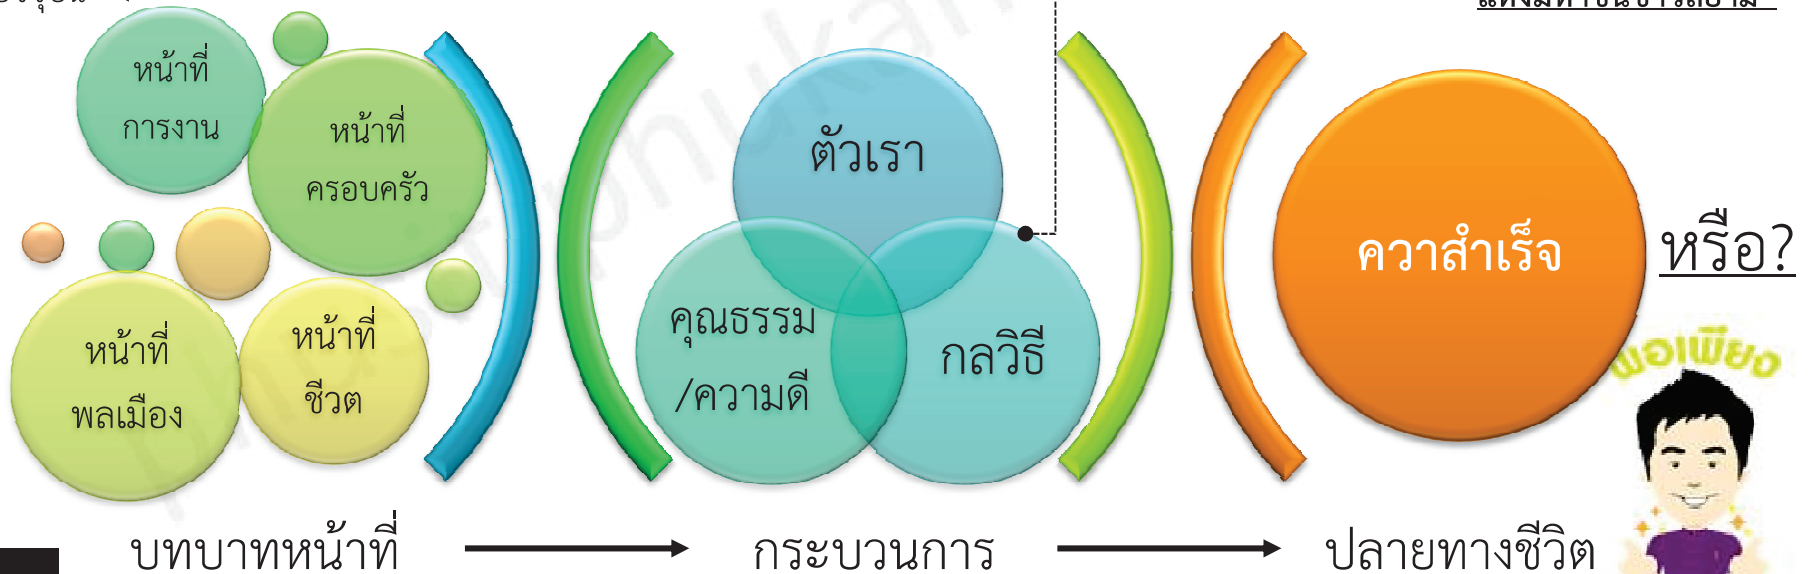 หน้าที่
การงาน
หน้าที่
ครอบครัว
หน้าที่
พลเมือง
หน้าที่
ชีวต
ตัวเรา
คุณธรรม
/ความดี
กลวิธี
ควาสำเร็จ
หรือ?
พอเพียง
บทบาทหน้าที่
กระบวนการ
ปลายทางชีวิต